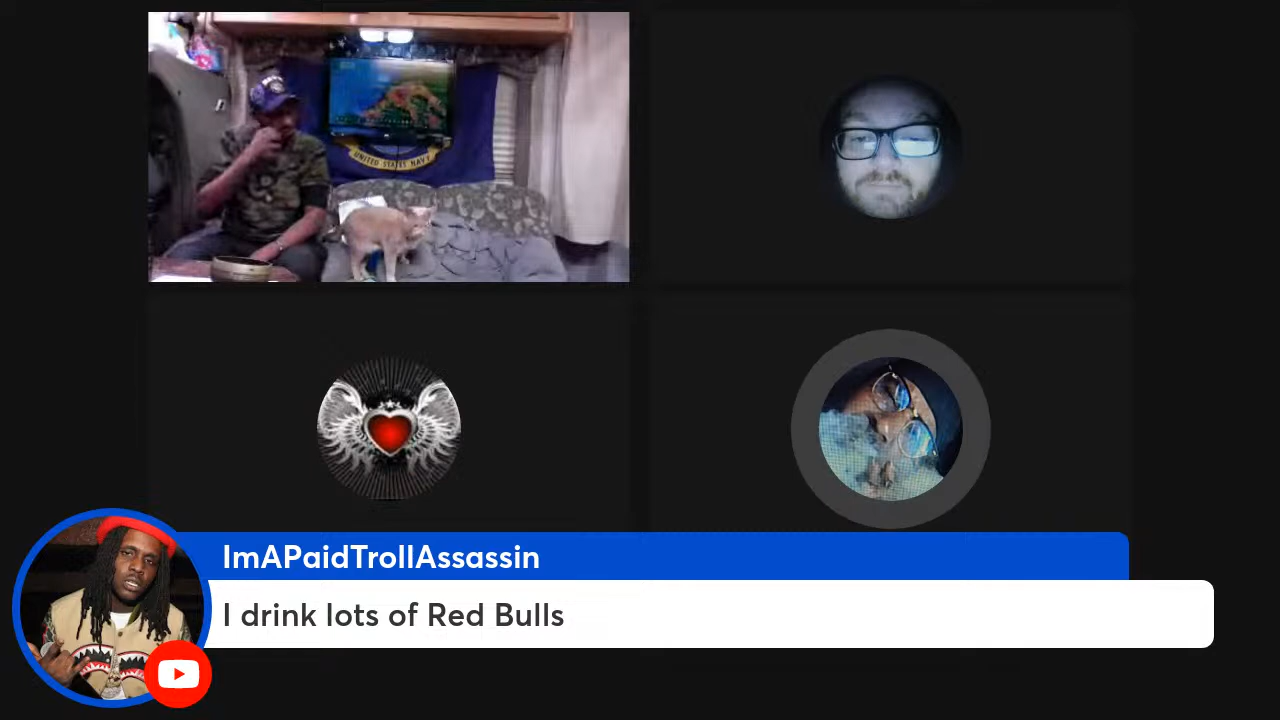 UNITED STATES NAVY
ImAPaidTrollAssassin
I drink lots of Red Bulls